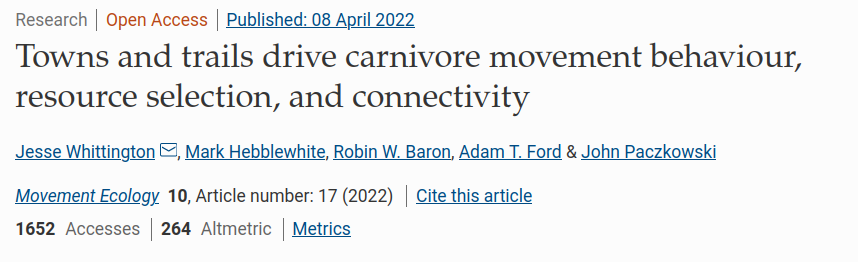 Research | Open Access | Published: 08 April 2022
Towns and trails drive carnivore movement behaviour,
resource selection, and connectivity
Jesse Whittington, Mark Hebblewhite, Robin W. Baron, Adam T. Ford & John Paczkowski
Movement Ecology 10, Article number: 17 (2022) | Cite this article
1652 Accesses | 264 Altmetric | Metrics